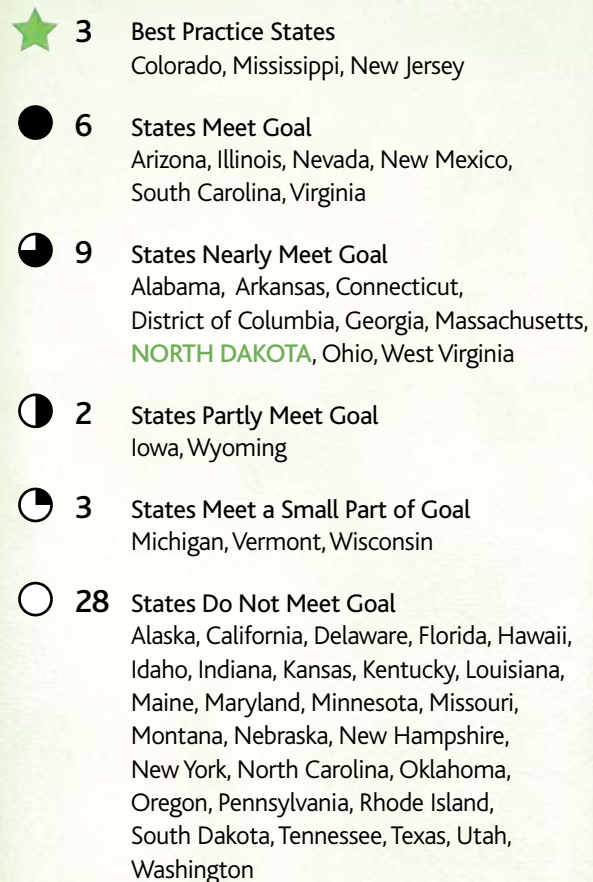 3 Best Practice States
Colorado, Mississippi, New Jersey
6 States Meet Goal
Arizona, Illinois, Nevada, New Mexico,
South Carolina, Virginia
9 States Nearly Meet Goal
Alabama, Arkansas, Connecticut,
District of Columbia, Georgia, Massachusetts,
NORTH DAKOTA, Ohio, West Virginia
2 States Partly Meet Goal
Iowa, Wyoming
3 States Meet a Small Part of Goal
Michigan, Vermont, Wisconsin
28 States Do Not Meet Goal
Alaska, California, Delaware, Florida, Hawaii,
Idaho, Indiana, Kansas, Kentucky, Louisiana,
Maine, Maryland, Minnesota, Missouri,
Montana, Nebraska, New Hampshire,
New York, North Carolina, Oklahoma,
Oregon, Pennsylvania, Rhode Island,
South Dakota, Tennessee, Texas, Utah,
Washington